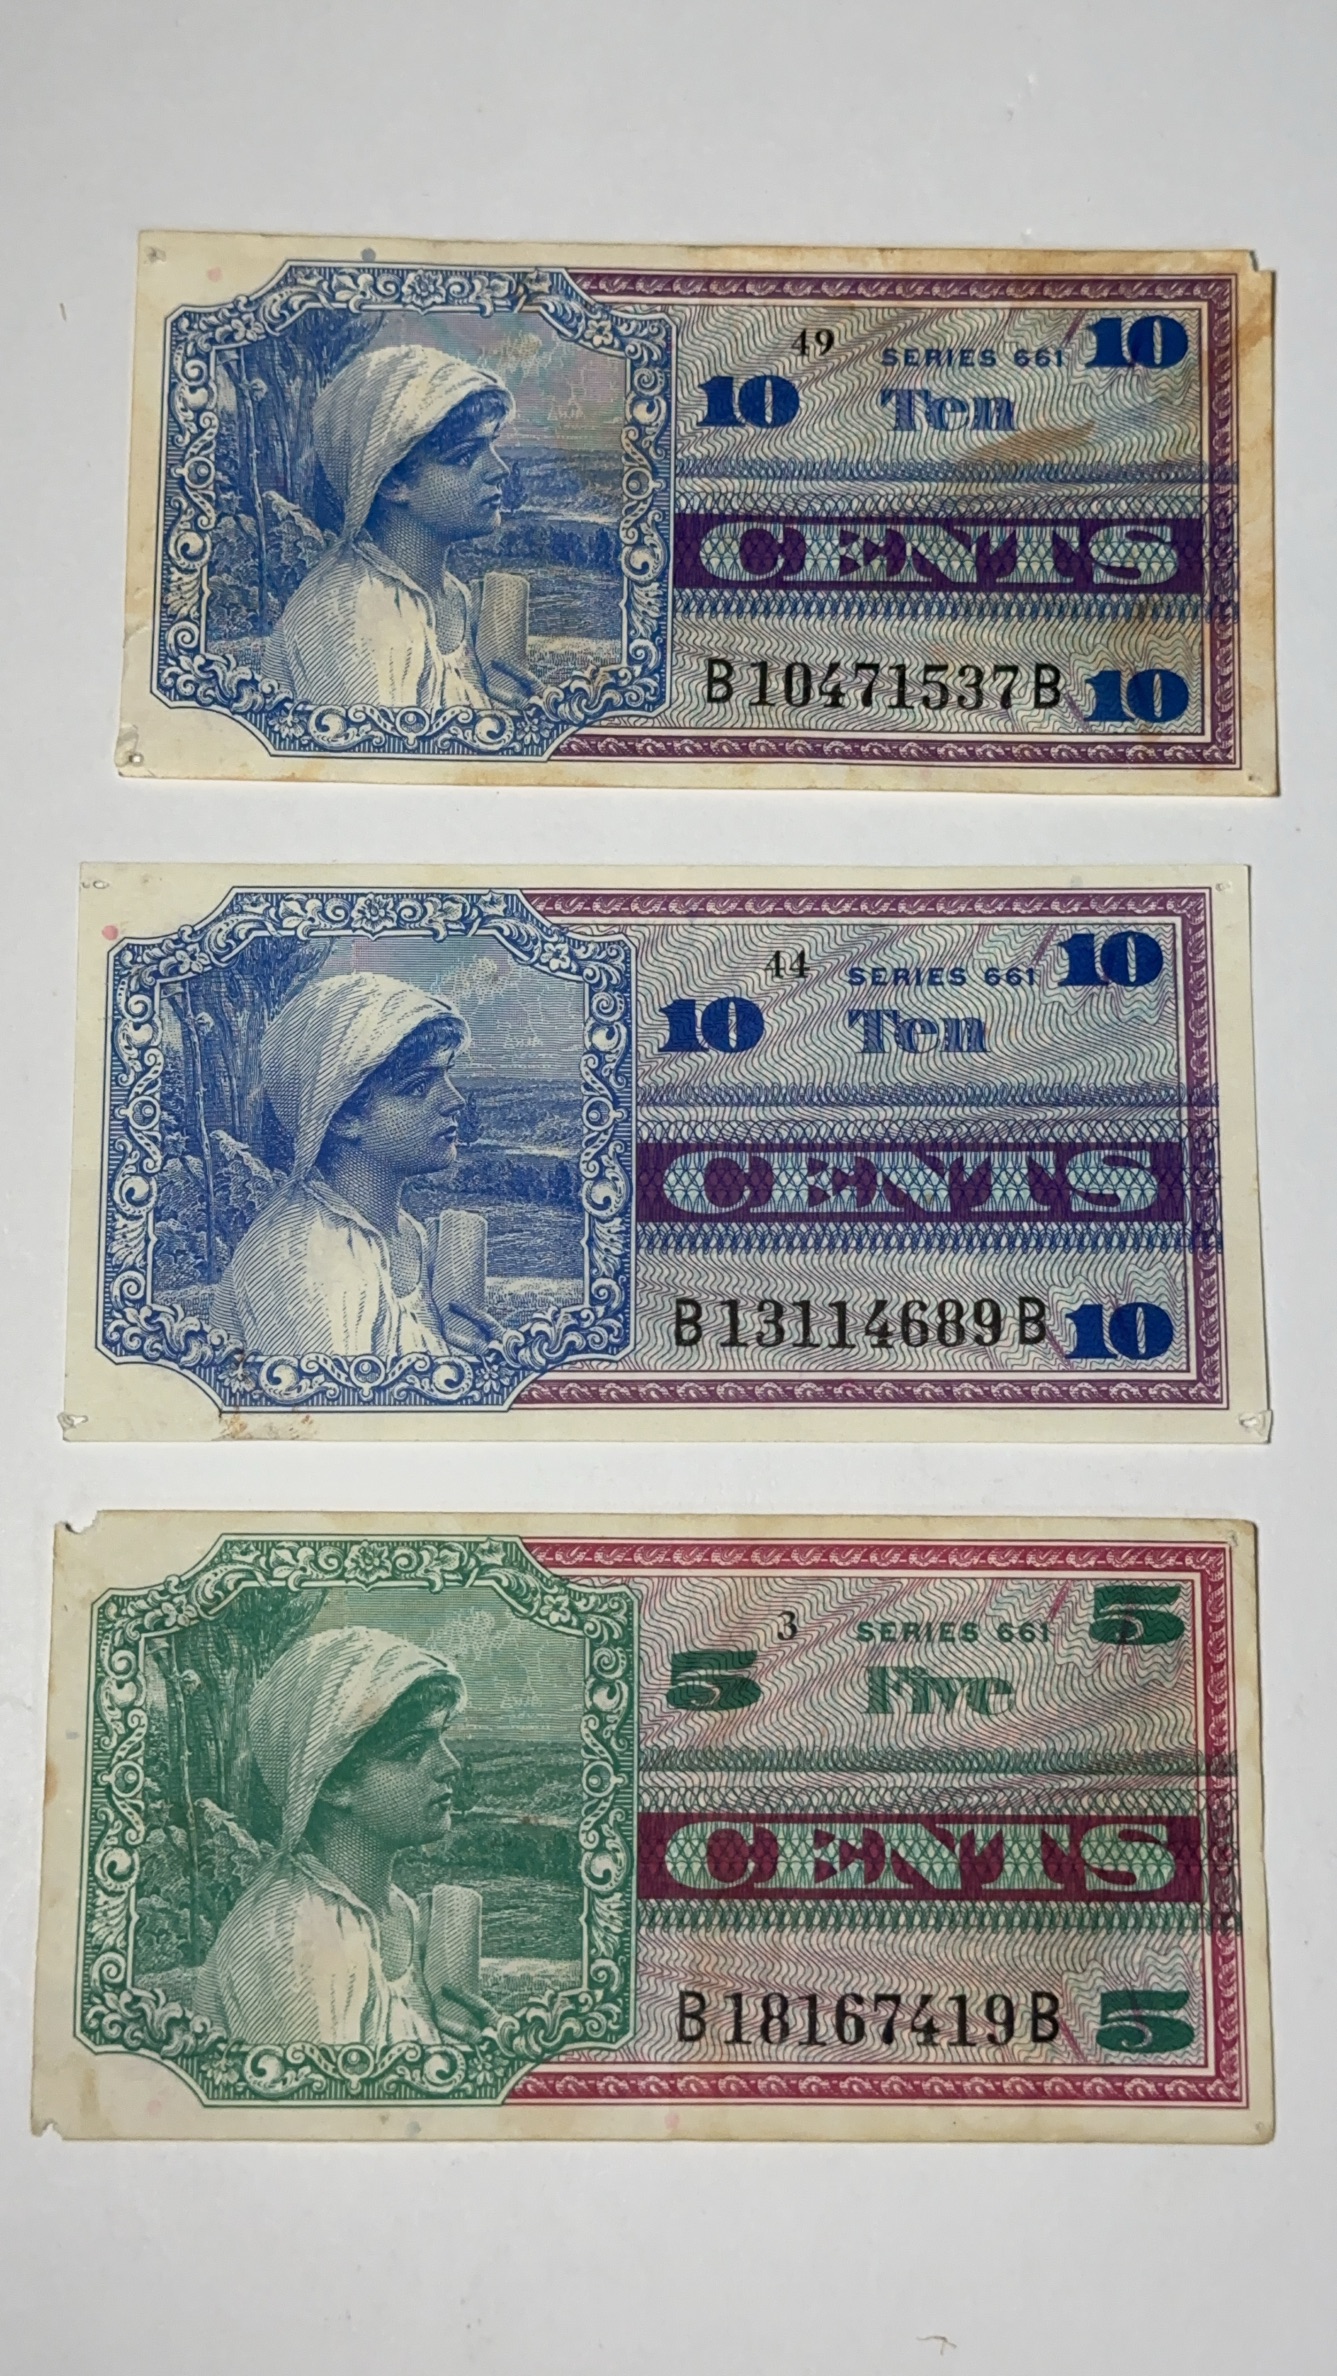 49 SERIES 661 10
10 Ten
CENTS
B10471537B 10
44 SERIES 661 10
10 Ten
CENTS
B13114689B 10
3 SERIES 661 5
5 Five
CENTS
B18167419B 5